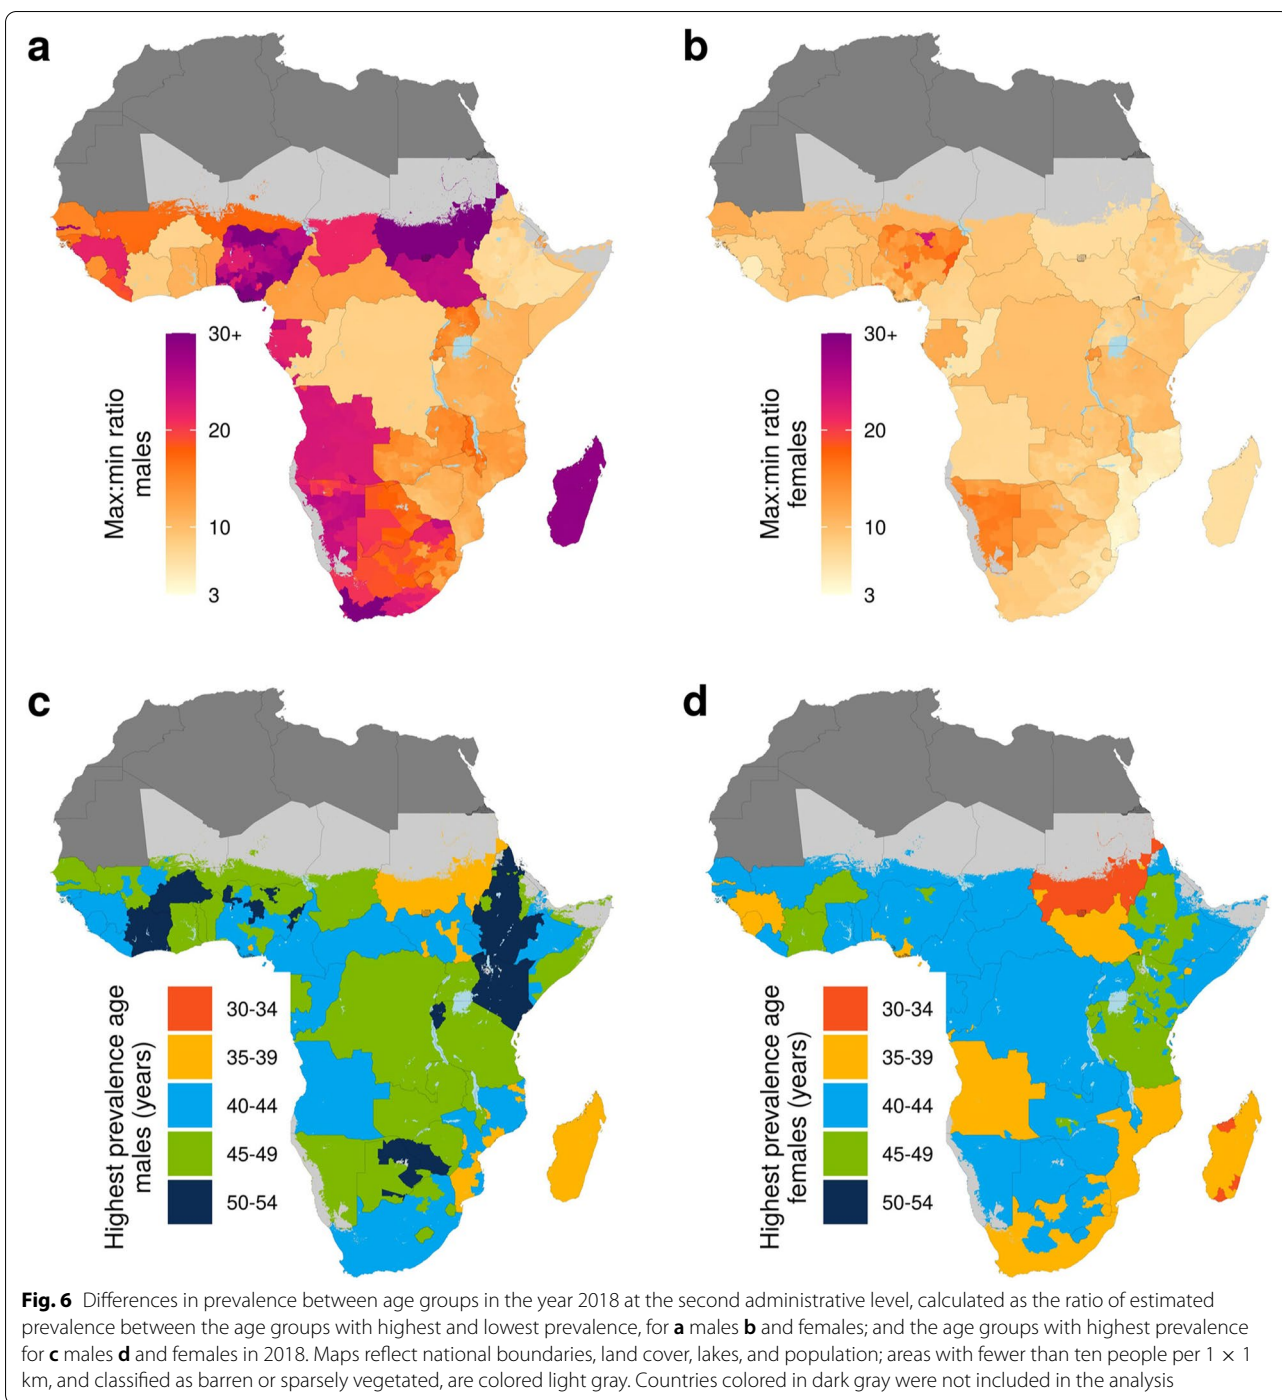 a
b
30+
20
10
3
Max:min ratio
males
30+
20
10
3
Max:min ratio
females
c
d
30-34
35-39
40-44
45-49
50-54
Highest prevalence age
males (years)
30-34
35-39
40-44
45-49
50-54
Highest prevalence age
females (years)
Fig. 6 Differences in prevalence between age groups in the year 2018 at the second administrative level, calculated as the ratio of estimated
prevalence between the age groups with highest and lowest prevalence, for a males b and females; and the age groups with highest prevalence
for c males d and females in 2018. Maps reflect national boundaries, land cover, lakes, and population; areas with fewer than ten people per 1 × 1
km, and classified as barren or sparsely vegetated, are colored light gray. Countries colored in dark gray were not included in the analysis